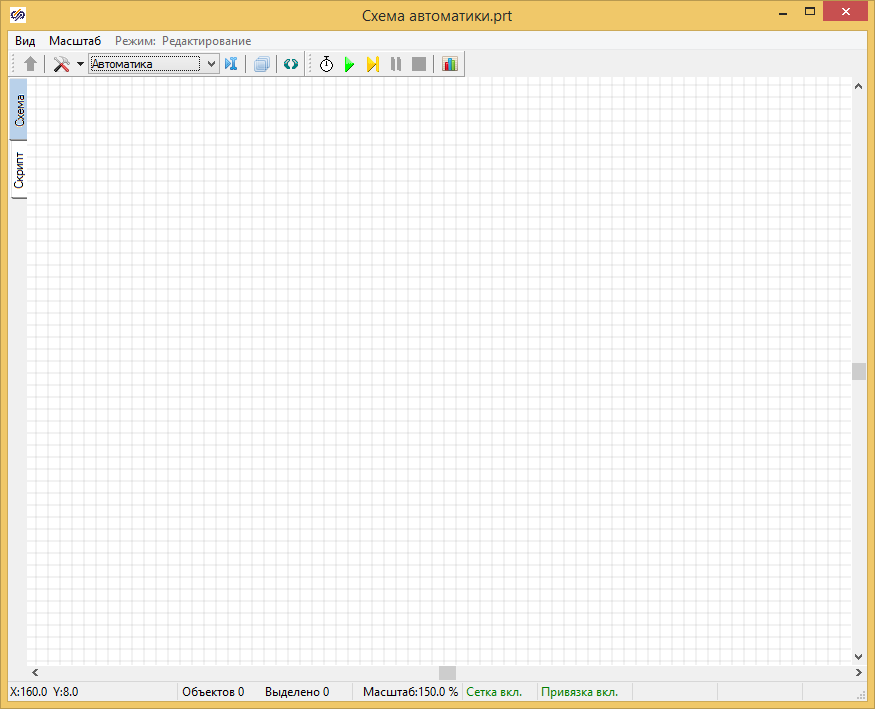 Схема автоматики.prt
Вид Масштаб Режим: Редактирование
Автоматика
Схема
Скрипт
X:160.0 Y:8.0 Объектов 0 Выделено 0 Масштаб:150.0 % Сетка вкл. Привязка вкл.